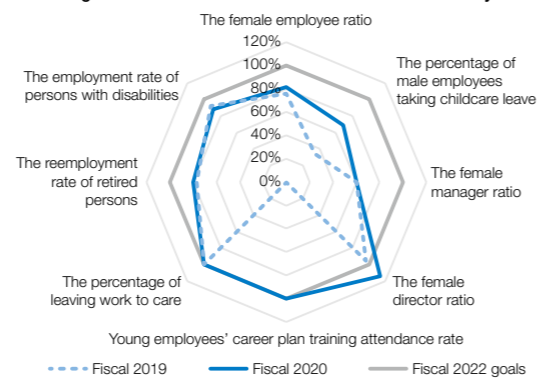 The female employee ratio
120%
100%
80%
60%
40%
20%
0%
The percentage of
male employees
taking childcare leave
The female
manager ratio
The female
director ratio
Young employees' career plan training attendance rate
The percentage of
leaving work to care
The reemployment
rate of retired
persons
The employment rate of
persons with disabilities
Fiscal 2019
Fiscal 2020
Fiscal 2022 goals